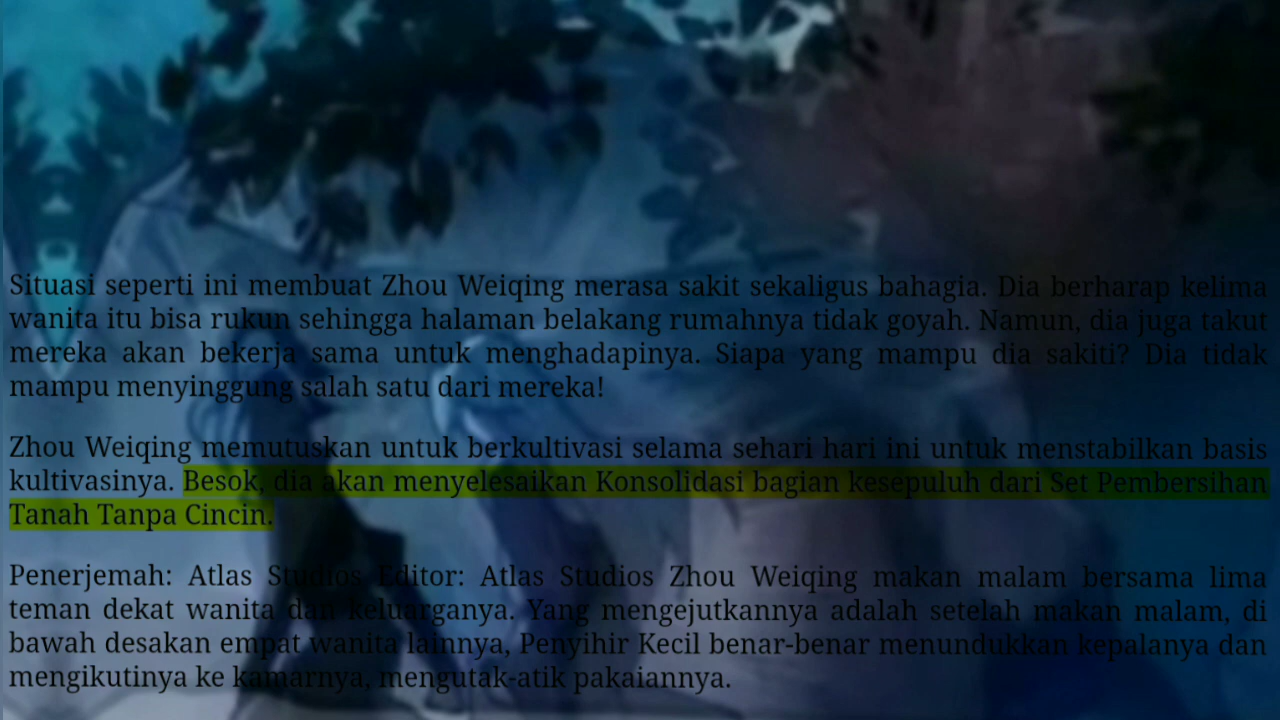 Situasi seperti ini membuat Zhou Weiqing merasa sakit sekaligus bahagia. Dia berharap kelima
wanita itu bisa rukun sehingga halaman belakang rumahnya tidak goyah. Namun, dia juga takut
mereka akan bekerja sama untuk menghadapinya. Siapa yang mampu dia sakiti? Dia tidak
mampu menyinggung salah satu dari mereka!
Zhou Weiqing memutuskan untuk berkultivasi selama sehari hari ini untuk menstabilkan basis
kultivasinya. Besok, dia akan menyelesaikan Konsolidasi bagian kesepuluh dari Set Pembersihan
Tanah Tanpa Cincin.
Penerjemah: Atlas Studios Editor: Atlas Studios Zhou Weiqing makan malam bersama lima
teman dekat wanita dan keluarganya. Yang mengejutkannya adalah setelah makan malam, di
bawah desakan empat wanita lainnya, Penyihir Kecil benar-benar menundukkan kepalanya dan
mengikutinya ke kamarnya, mengutak-atik pakaiannya.